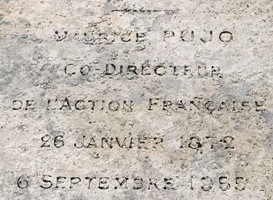 MAURICE PUJO
CO-DIRECTEUR
DE L'ACTION FRANÇAISE
26 JANVIER 1872
6 SEPTEMBRE 1955